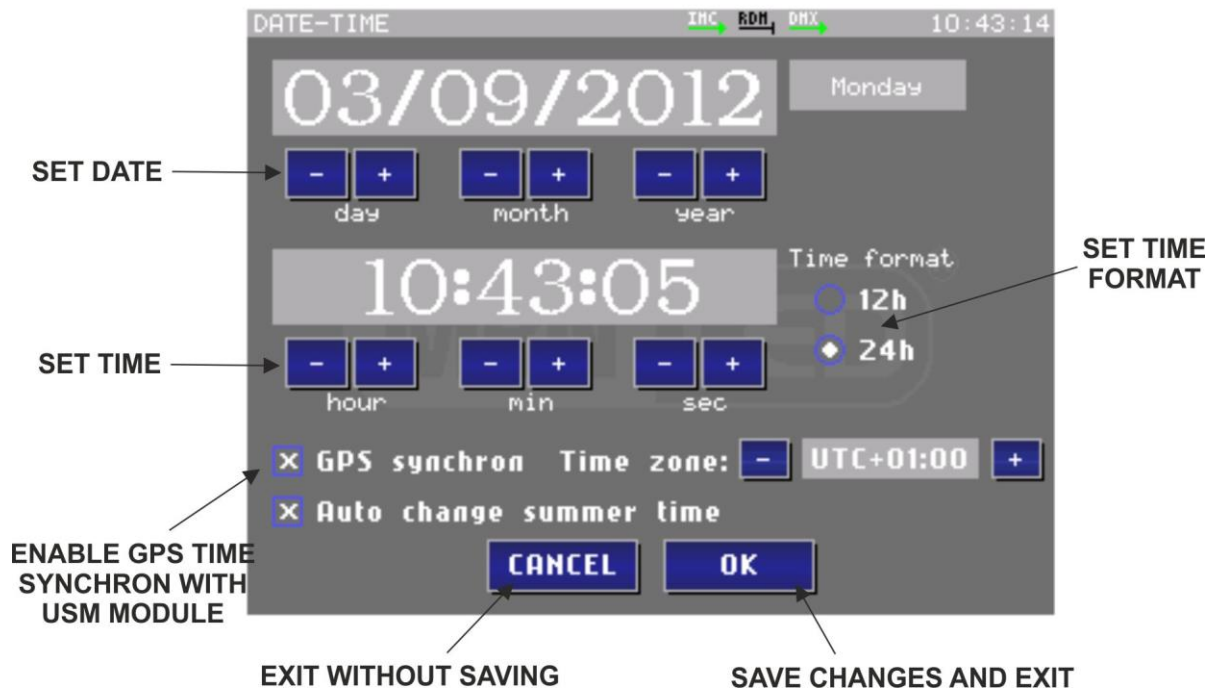 DATE-TIME INC RDM DMX 10:43:14
03/09/2012 Monday
SET DATE - + - + - +
day month year
10:43:05 Time format
12h
24h
SET TIME FORMAT
SET TIME - + - + - +
hour min sec
GPS synchron Time zone: - UTC+01:00 +
Auto change summer time
ENABLE GPS TIME
SYNCHRON WITH
USM MODULE
CANCEL OK
EXIT WITHOUT SAVING SAVE CHANGES AND EXIT